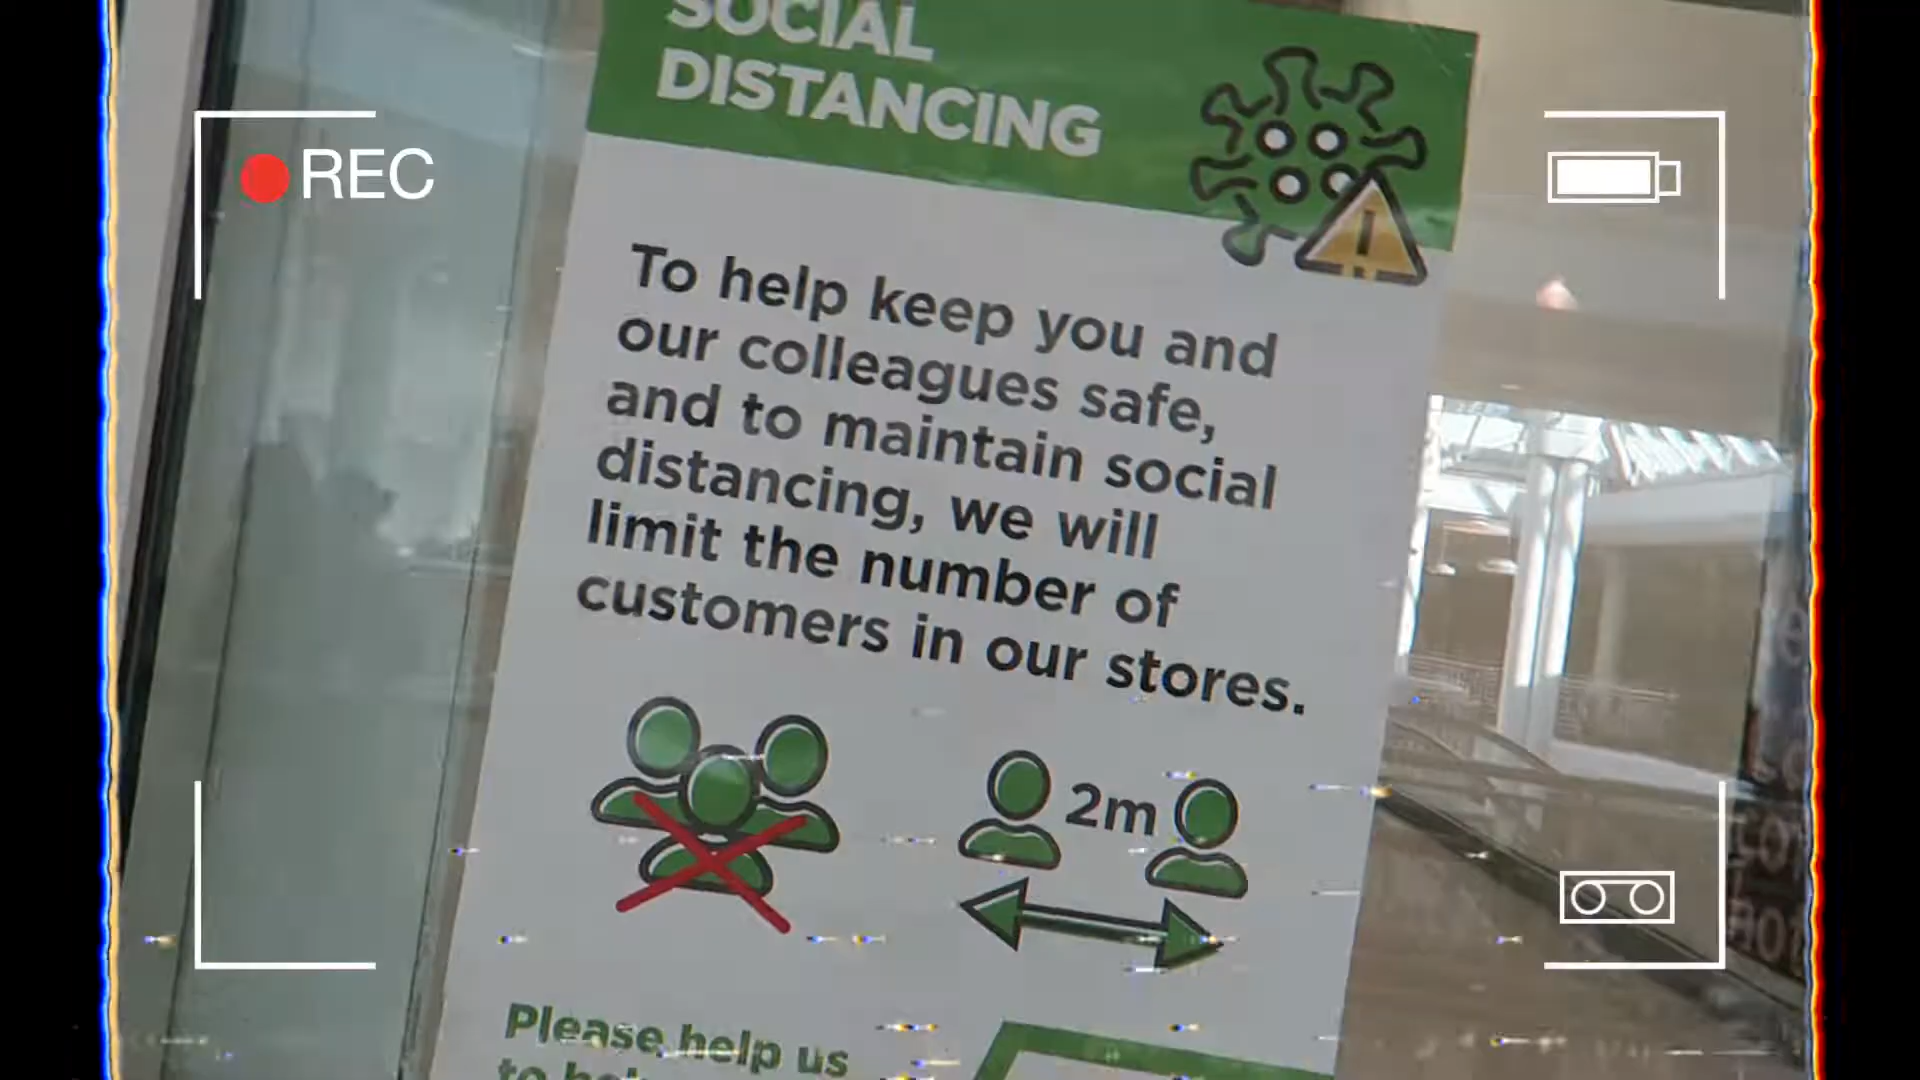 SOCIAL
DISTANCING
REC
To help keep you and
our colleagues safe,
and to maintain social
distancing, we will
limit the number of
customers in our stores.
2m
Please help us
to